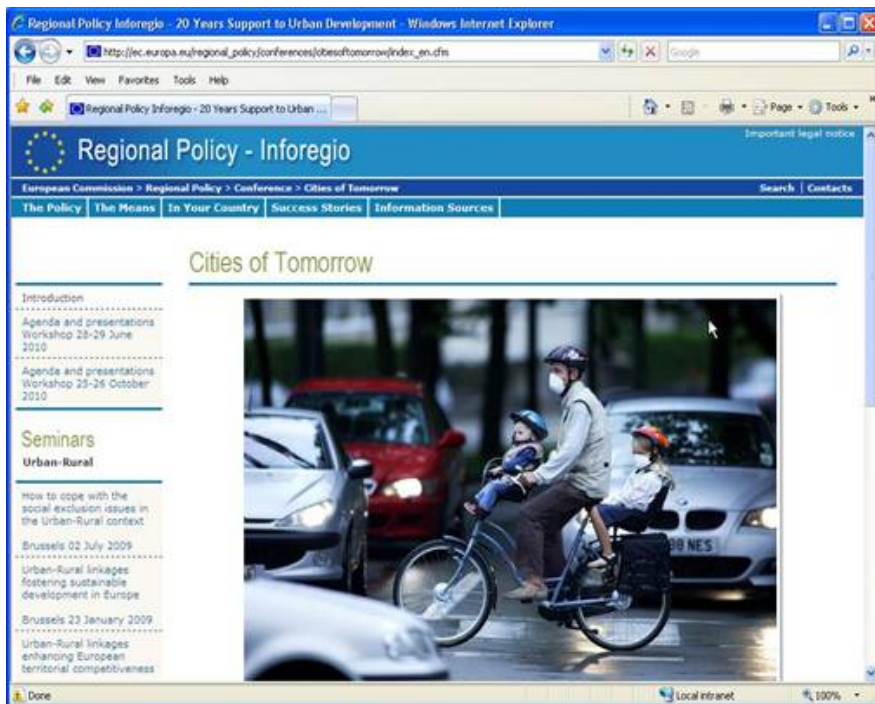 Regional Policy Inforegio - 20 Years Support to Urban Development - Windows Internet Explorer
http://ec.europa.eu/regional_policy/conferences/citiesoftomorrow/index_en.cfm
Google
File Edit View Favorites Tools Help
Regional Policy Inforegio - 20 Years Support to Urban ...
Page Tools
Important legal notice
Regional Policy - Inforegio
European Commission > Regional Policy > Conference > Cities of Tomorrow
Search | Contacts
The Policy | The Means | In Your Country | Success Stories | Information Sources
Cities of Tomorrow
Introduction
Agenda and presentations
Workshop 28-29 June
2010
Agenda and presentations
Workshop 25-26 October
2010
Seminars
Urban-Rural
How to cope with the
social exclusion issues in
the Urban-Rural context
Brussels 02 July 2009
Urban-Rural linkages
fostering sustainable
development in Europe
Brussels 23 January 2009
Urban-Rural linkages
enhancing European
territorial competitiveness
NES
Done
Local intranet
100%